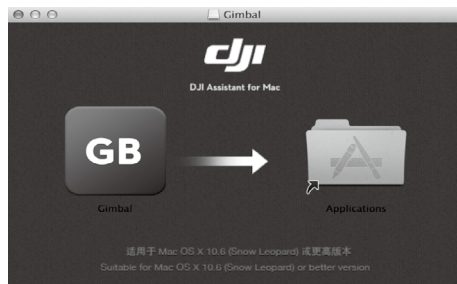 Gimbal
dji
DJI Assistant for Mac
GB
Gimbal
Applications
适用于 Mac OS X 10.6 (Snow Leopard) 或更高版本
Suitable for Mac OS X 10.6 (Snow Leopard) or better version